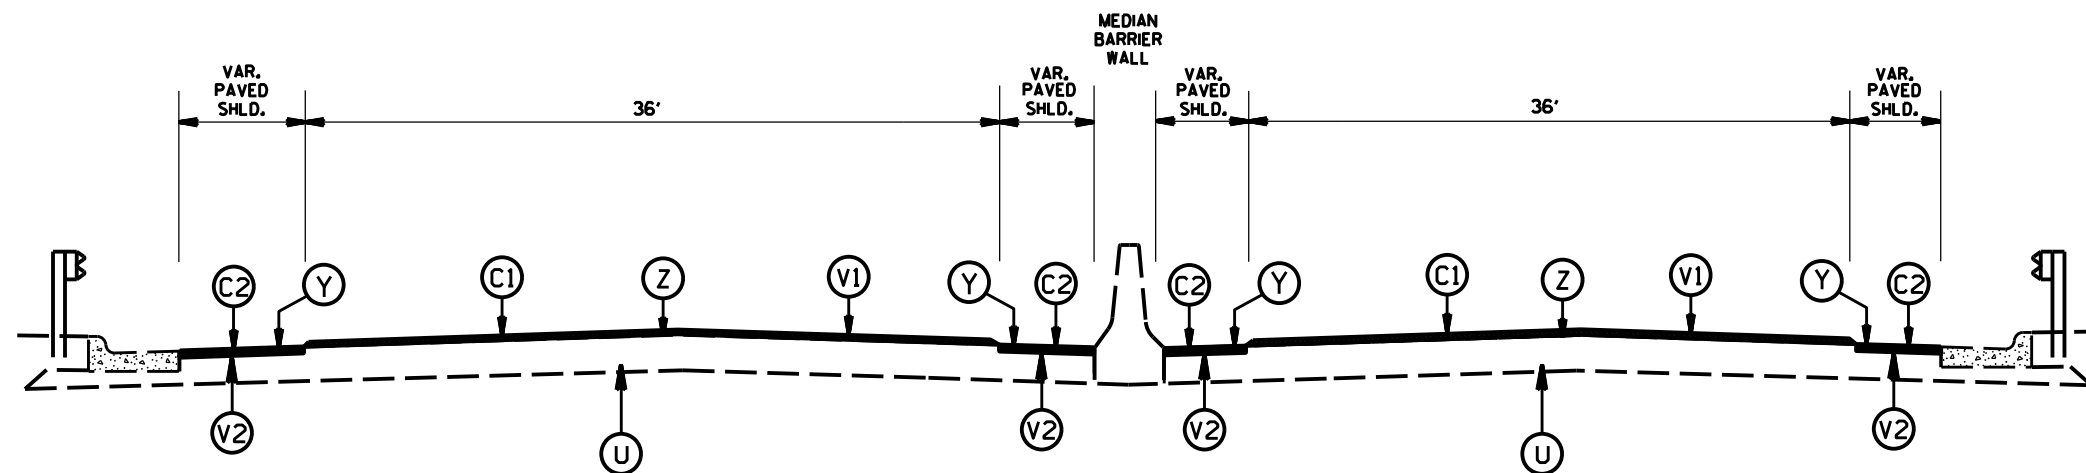 MEDIAN
BARRIER
WALL
VAR.
PAVED
SHLD.
36'
VAR.
PAVED
SHLD.
VAR.
PAVED
SHLD.
36'
VAR.
PAVED
SHLD.
C2
Y
C1
Z
V1
Y
C2
C2
Y
C1
Z
V1
Y
C2
V2
U
V2
V2
U
V2